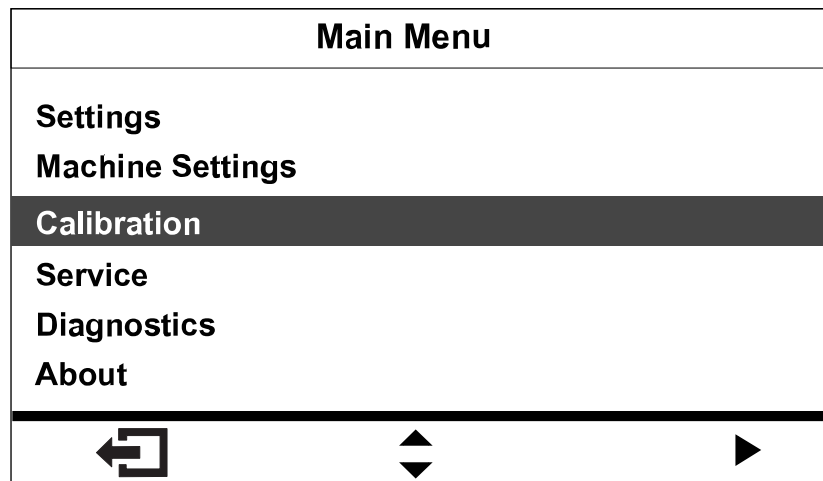 Main Menu
Settings
Machine Settings
Calibration
Service
Diagnostics
About